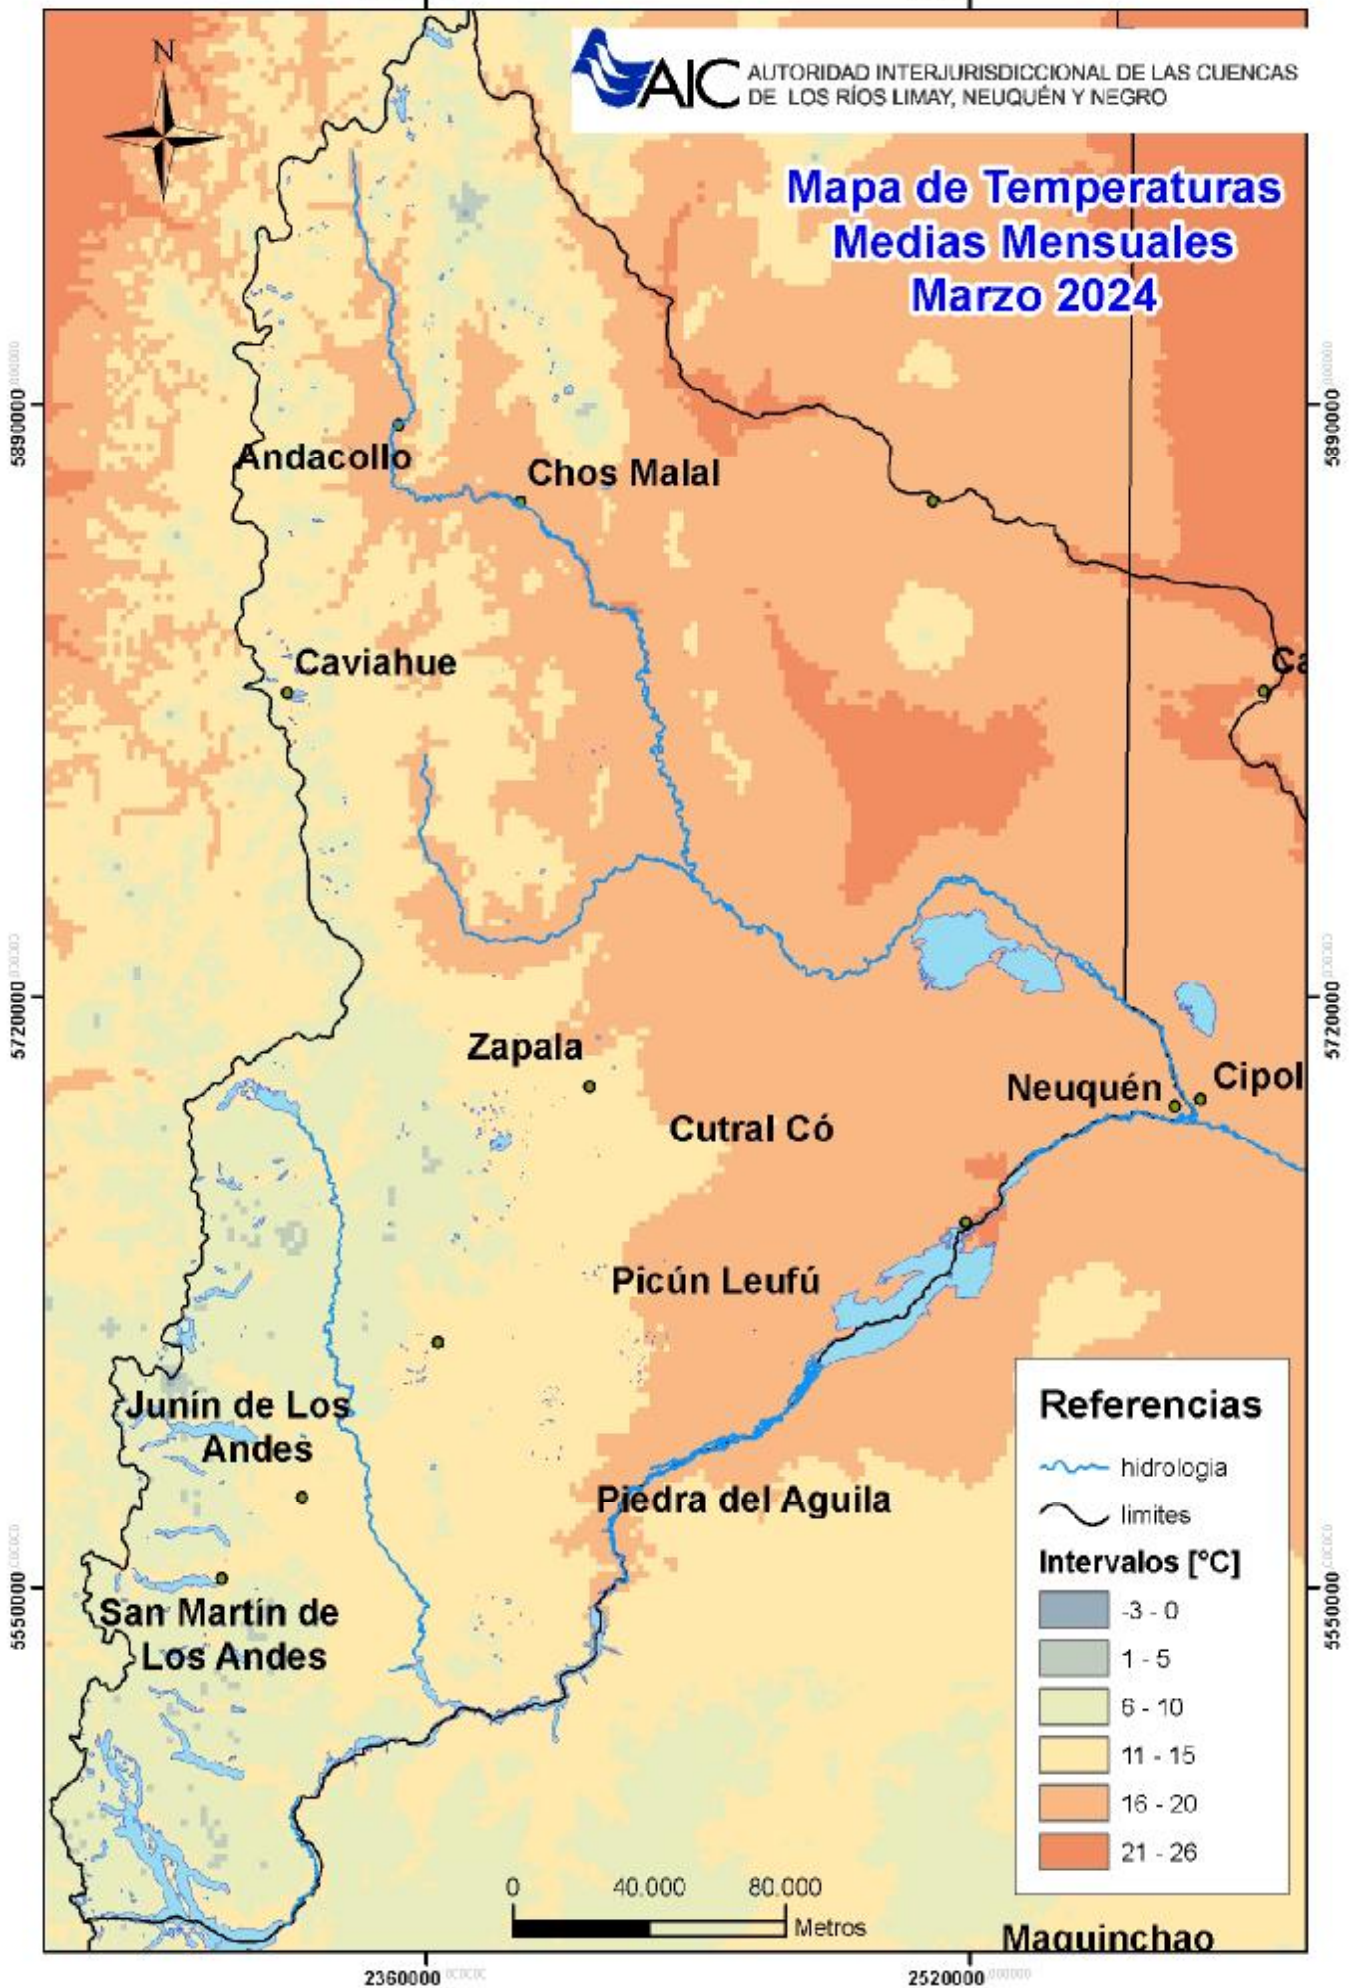 N
AIC
AUTORIDAD INTERJURISDICCIONAL DE LAS CUENCAS
DE LOS RÍOS LIMAY, NEUQUÉN Y NEGRO
Mapa de Temperaturas
Medias Mensuales
Marzo 2024
5890000
5890000
Andacollo
Chos Malal
Caviahue
Ca
5720000
5720000
Zapala
Neuquén
Cipol
Cutral Có
Picún Leufú
Junín de Los
Andes
Piedra del Aguila
5550000
5550000
San Martín de
Los Andes
Referencias
hidrologia
limites
Intervalos [°C]
-3 - 0
1 - 5
6 - 10
11 - 15
16 - 20
21 - 26
0
40.000
80.000
Metros
Maquinchao
2360000
2520000